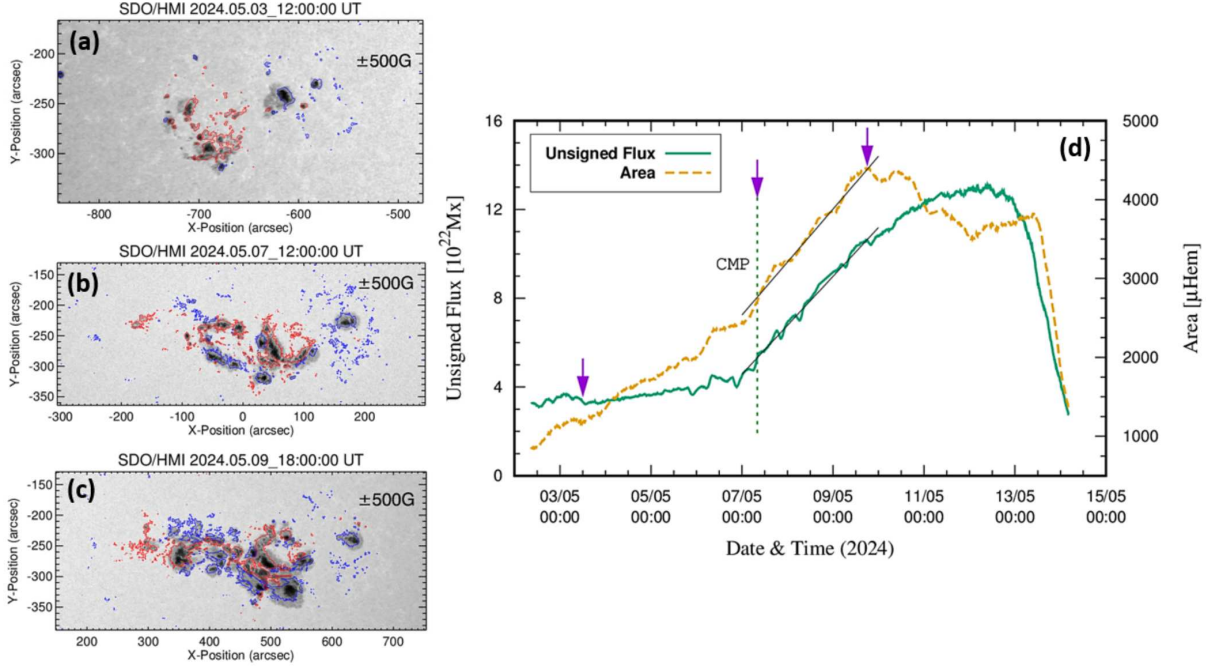 SDO/HMI 2024.05.03_12:00:00 UT
(a)
±500G
-200
-250
-300
Y-Position (arcsec)
-800 -700 -600 -500
X-Position (arcsec)
SDO/HMI 2024.05.07_12:00:00 UT
(b)
±500G
-150
-200
-250
-300
-350
Y-Position (arcsec)
-300 -200 -100 0 100 200
X-Position (arcsec)
SDO/HMI 2024.05.09_18:00:00 UT
(c)
±500G
-150
-200
-250
-300
-350
Y-Position (arcsec)
200 300 400 500 600 700
X-Position (arcsec)
(d)
Unsigned Flux
Area
CMP
16
12
8
4
0
Unsigned Flux [10²²Mx]
5000
4000
3000
2000
1000
Area [μHem]
03/05 05/05 07/05 09/05 11/05 13/05 15/05
00:00 00:00 00:00 00:00 00:00 00:00 00:00
Date & Time (2024)